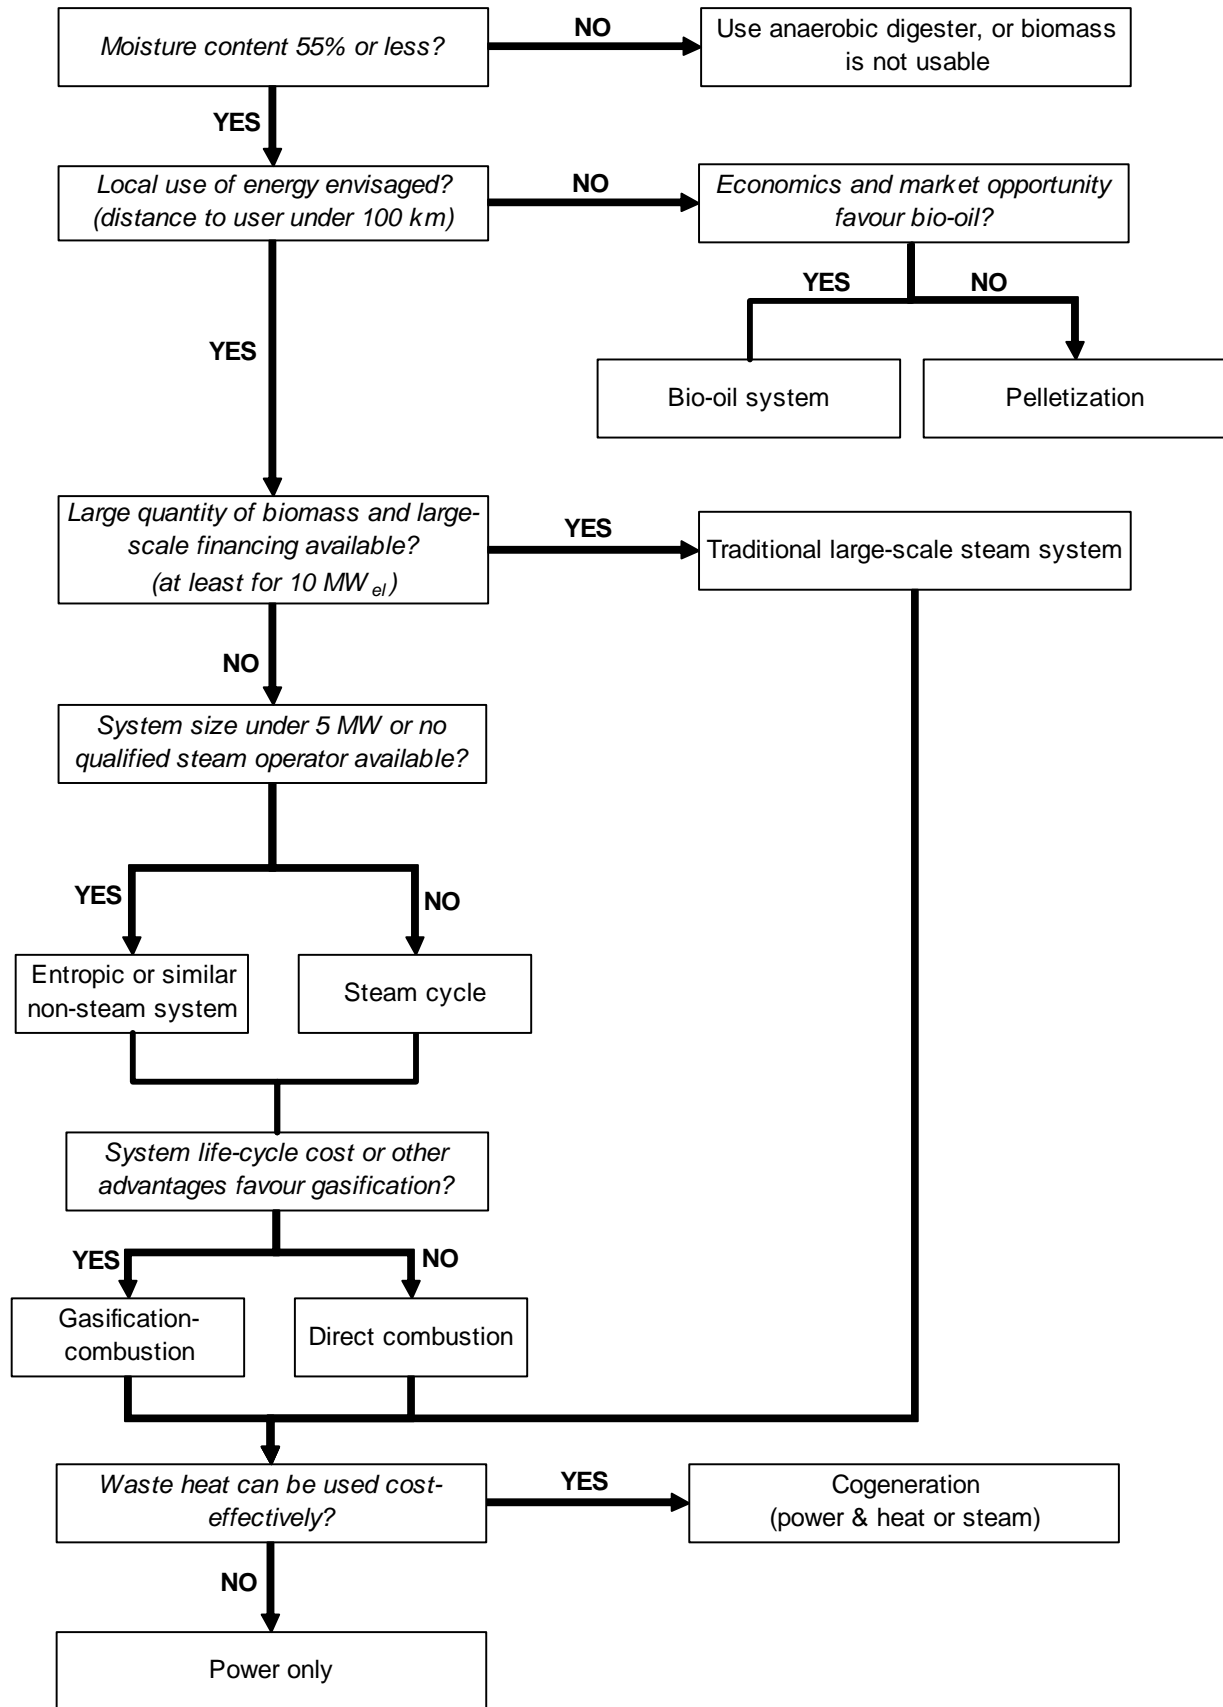 Moisture content 55% or less?
NO
Use anaerobic digester, or biomass
is not usable
YES
Local use of energy envisaged?
(distance to user under 100 km)
NO
Economics and market opportunity
favour bio-oil?
YES
NO
YES
Bio-oil system
Pelletization
Large quantity of biomass and large-
scale financing available?
(at least for 10 MW el)
YES
Traditional large-scale steam system
NO
System size under 5 MW or no
qualified steam operator available?
YES
NO
Entropic or similar
non-steam system
Steam cycle
System life-cycle cost or other
advantages favour gasification?
YES
NO
Gasification-
combustion
Direct combustion
Waste heat can be used cost-
effectively?
YES
Cogeneration
(power & heat or steam)
NO
Power only